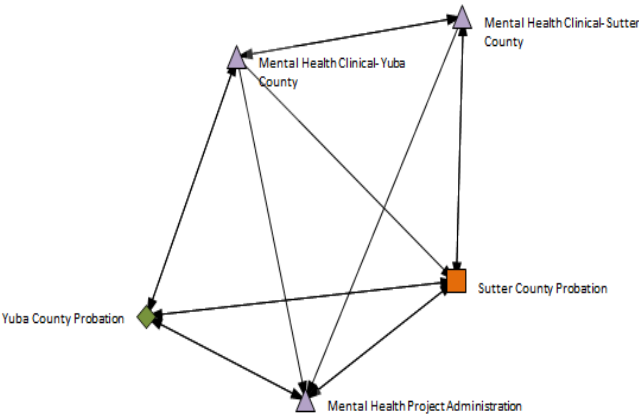 Mental Health Clinical- Sutter
County
Mental Health Clinical- Yuba
County
Sutter County Probation
Yuba County Probation
Mental Health Project Administration